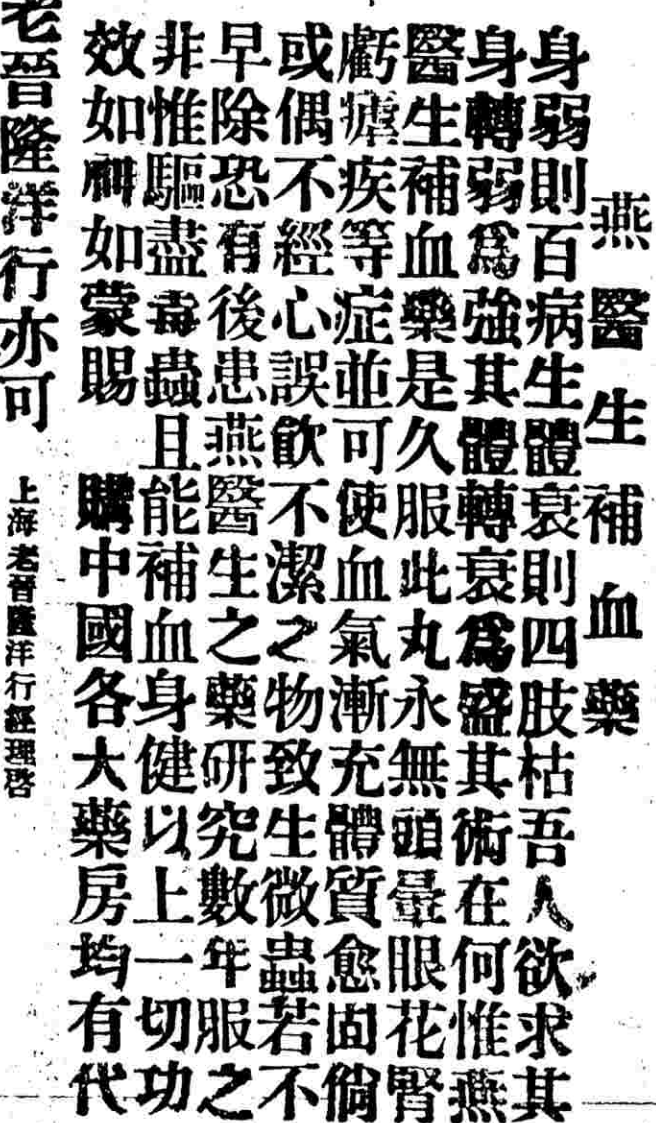 燕醫生補血藥
身弱則百病生體衰則四肢枯吾人欲求其
身轉弱爲強其體轉衰爲盛其術在何惟燕
醫生補血藥是久服此丸永無頭暈眼花腎
虧瘧疾等症並可使血氣漸充體質愈固倘
或偶不經心誤飲不潔之物致生微蟲若不
早除恐有後患燕醫生之藥研究數年服之
非惟驅盡毒蟲且能補血身健以上一切功
效如神如蒙賜購中國各大藥房均有代
老晉隆洋行亦可
上海老晉隆洋行經理啓